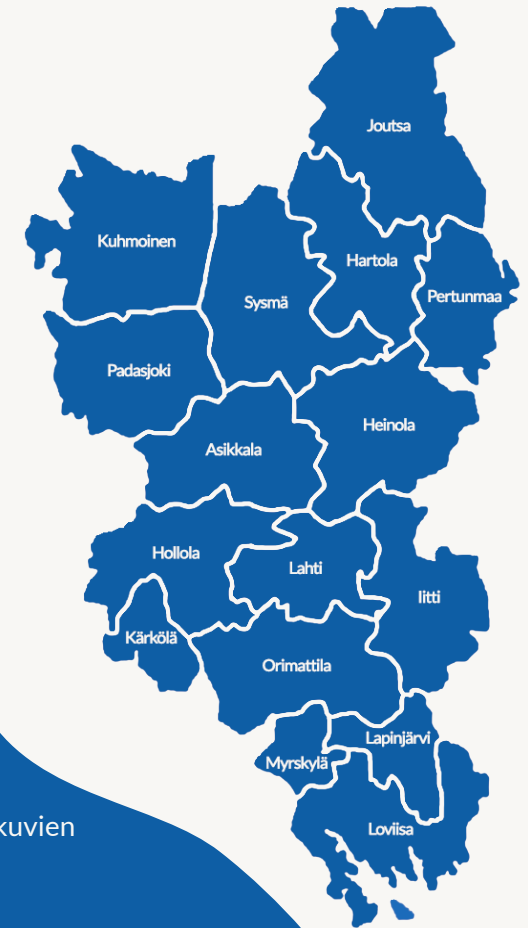 Joutsa
Kuhmoinen
Hartola
Sysmä
Pertunmaa
Padasjoki
Heinola
Asikkala
Hollola
Lahti
Iitti
Kärkölä
Orimattila
Lapinjärvi
Myrskylä
Loviisa
kuvien